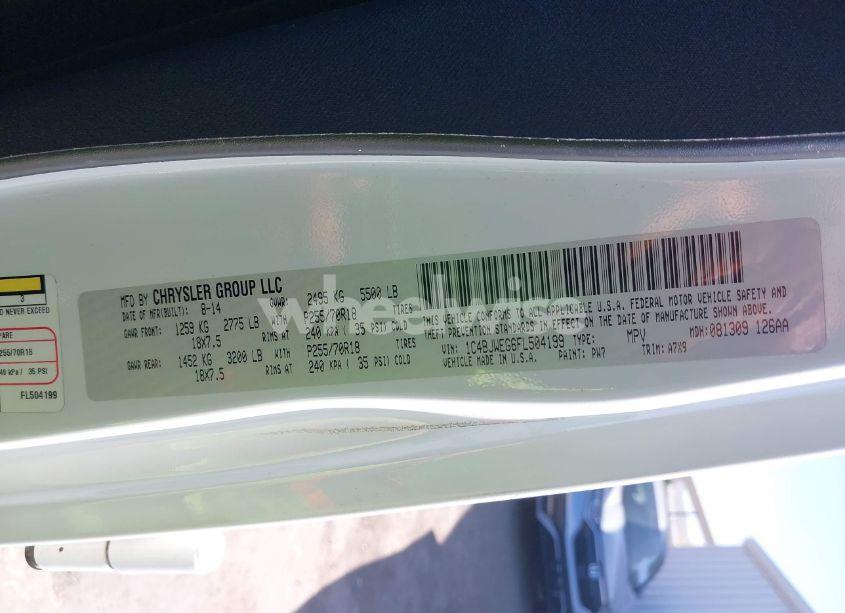 3
D NEVER EXCEED
PARE
255/70R18
240 kPa / 35 PSI
FL504199
MFD BY CHRYSLER GROUP LLC
DATE OF MFR(BUILT): 8-14 GVWR: 2495 KG 5500 LB
GAWR FRONT: 1259 KG 2775 LB WITH P255/70R18 TIRES
18X7.5 RIMS AT 240 KPA ( 35 PSI) COLD
GAWR REAR: 1452 KG 3200 LB WITH P255/70R18 TIRES
18X7.5 RIMS AT 240 KPA ( 35 PSI) COLD
THIS VEHICLE CONFORMS TO ALL APPLICABLE U.S.A. FEDERAL MOTOR VEHICLE SAFETY AND
THEFT PREVENTION STANDARDS IN EFFECT ON THE DATE OF MANUFACTURE SHOWN ABOVE.
VIN: 1C4BJWEG6FL504199 TYPE: MPV MDH: 081309 126AA
VEHICLE MADE IN U.S.A. PAINT: PW7 TRIM: A7X9
wheelwise